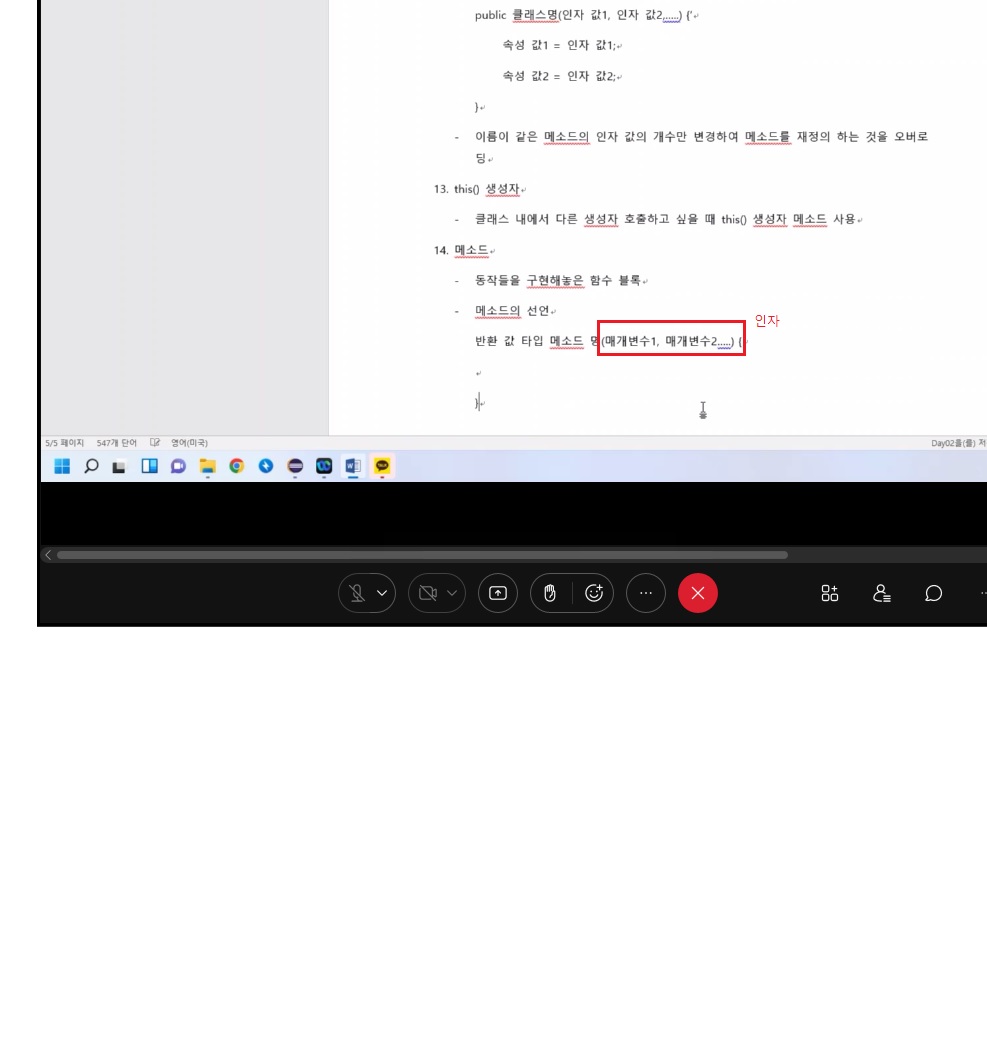 public 클래스명(인자 값1, 인자 값2,.....) {'
속성 값1 = 인자 값1;
속성 값2 = 인자 값2;
}
- 이름이 같은 메소드의 인자 값의 개수만 변경하여 메소드를 재정의 하는 것을 오버로
딩
13. this() 생성자
- 클래스 내에서 다른 생성자 호출하고 싶을 때 this() 생성자 메소드 사용
14. 메소드
- 동작들을 구현해놓은 함수 블록
- 메소드의 선언
인자
반환 값 타입 메소드 명(매개변수1, 매개변수2.....) {
}
5/5 페이지 547개 단어 영어(미국) Day02을(를) 저
TALK